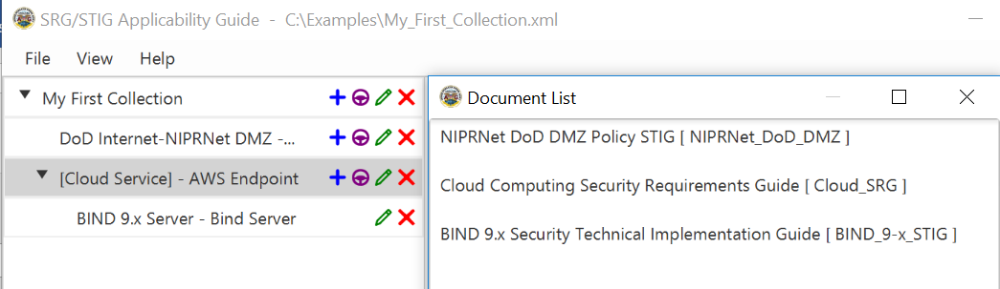 SRG/STIG Applicability Guide - C:\Examples\My_First_Collection.xml
File View Help
My First Collection
DoD Internet-NIPRNet DMZ -...
[Cloud Service] - AWS Endpoint
BIND 9.x Server - Bind Server
Document List
NIPRNet DoD DMZ Policy STIG [ NIPRNet_DoD_DMZ ]
Cloud Computing Security Requirements Guide [ Cloud_SRG ]
BIND 9.x Security Technical Implementation Guide [ BIND_9-x_STIG ]